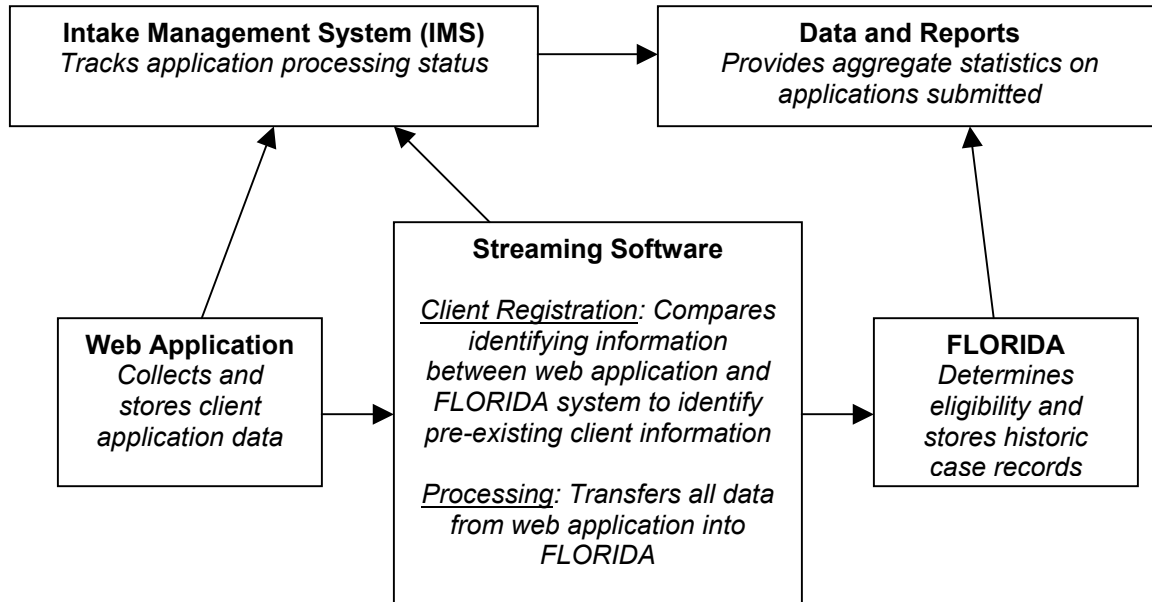 Intake Management System (IMS)
Tracks application processing status
Data and Reports
Provides aggregate statistics on
applications submitted
Web Application
Collects and
stores client
application data
Streaming Software
Client Registration: Compares
identifying information
between web application and
FLORIDA system to identify
pre-existing client information
Processing: Transfers all data
from web application into
FLORIDA
FLORIDA
Determines
eligibility and
stores historic
case records